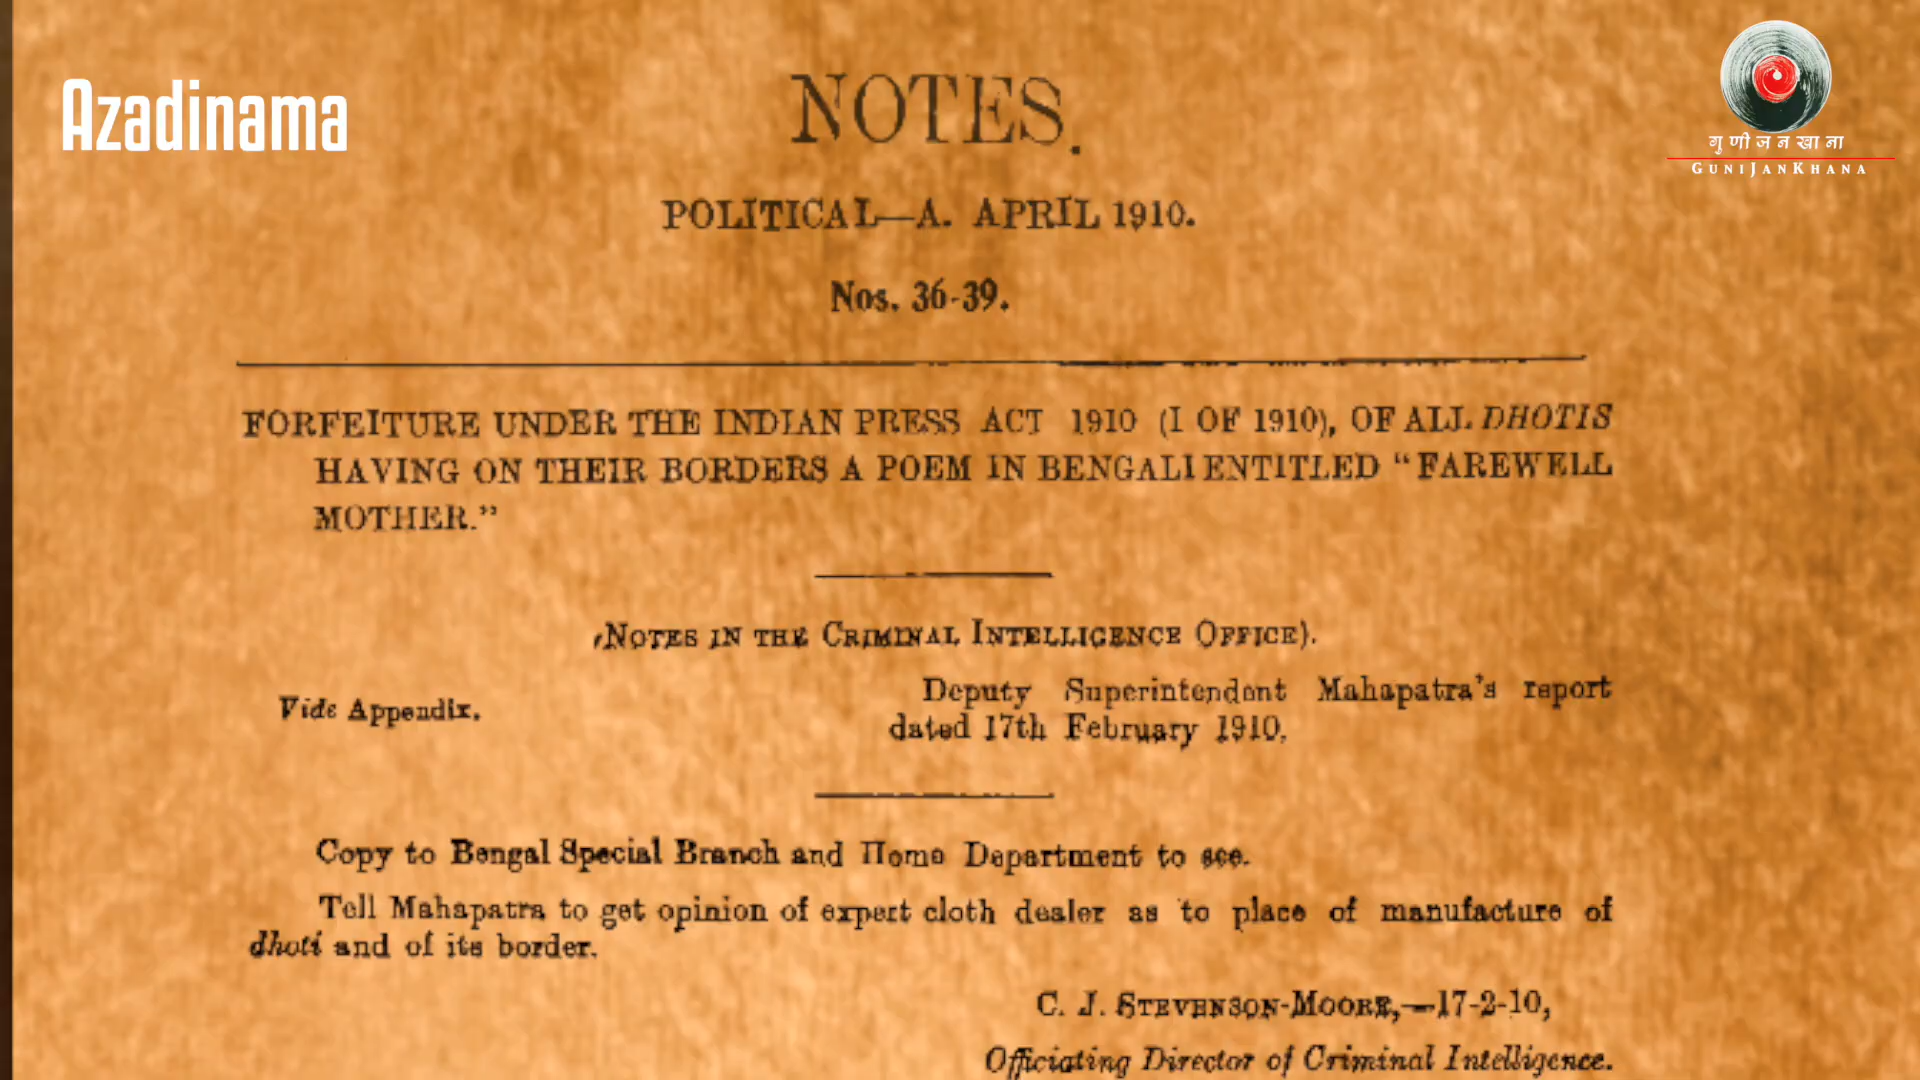 Azadinama
गुणीजनखाना
GUNIJANKHANA
NOTES.
POLITICAL—A. APRIL 1910.
Nos. 36-39.
FORFEITURE UNDER THE INDIAN PRESS ACT 1910 (I OF 1910), OF ALL DHOTIS
HAVING ON THEIR BORDERS A POEM IN BENGALI ENTITLED “FAREWELL
MOTHER.”
(NOTES IN THE CRIMINAL INTELLIGENCE OFFICE).
Vide Appendix.
Deputy Superintendent Mahapatra's report
dated 17th February 1910.
Copy to Bengal Special Branch and Home Department to see.
Tell Mahapatra to get opinion of expert cloth dealer as to place of manufacture of
dhoti and of its border.
C. J. STEVENSON-MOORE,—17-2-10,
Officiating Director of Criminal Intelligence.